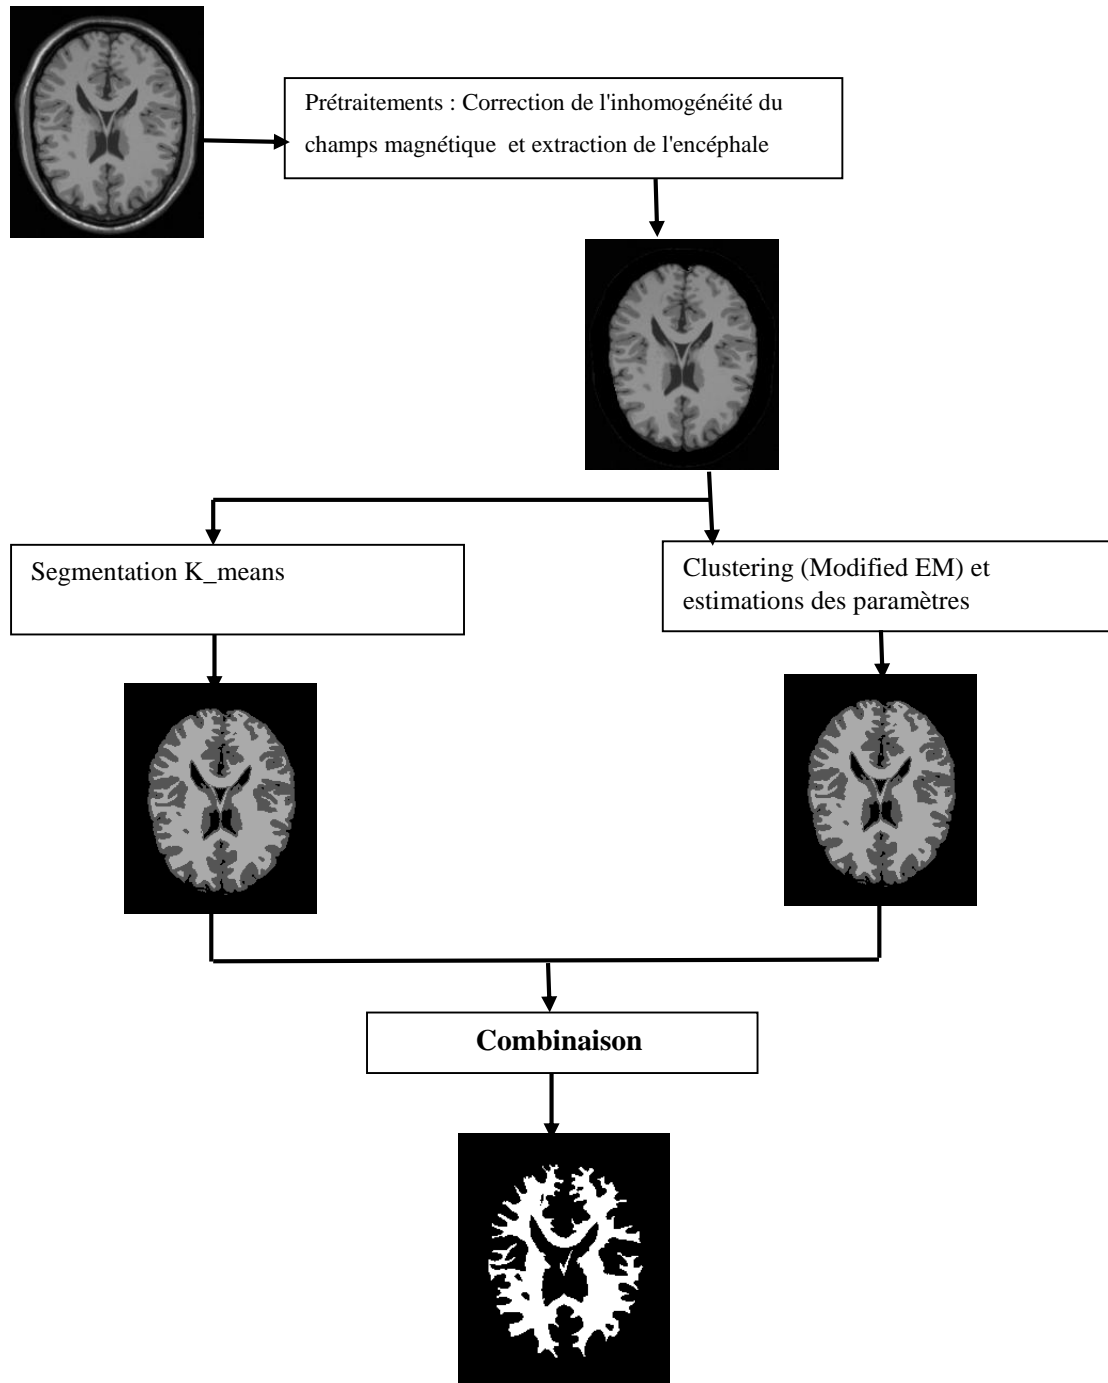 Prétraitements : Correction de l'inhomogénéité du
champs magnétique et extraction de l'encéphale
Segmentation K_means
Clustering (Modified EM) et
estimations des paramètres
Combinaison